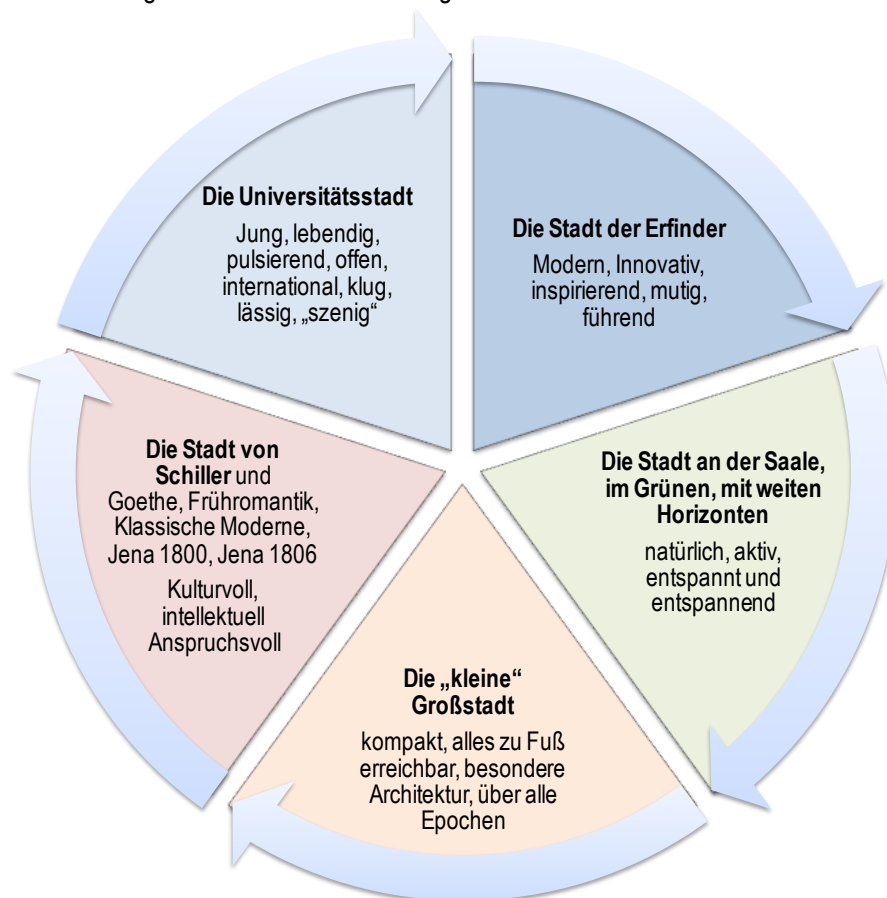 Die Universitätsstadt
Jung, lebendig,
pulsierend, offen,
international, klug,
lässig, „szenig“
Die Stadt der Erfinder
Modern, Innovativ,
inspirierend, mutig,
führend
Die Stadt an der Saale,
im Grünen, mit weiten
Horizonten
natürlich, aktiv,
entspannt und
entspannend
Die „kleine“
Großstadt
kompakt, alles zu Fuß
erreichbar, besondere
Architektur, über alle
Epochen
Die Stadt von
Schiller und
Goethe, Frühromantik,
Klassische Moderne,
Jena 1800, Jena 1806
Kulturvoll,
intellektuell
Anspruchsvoll